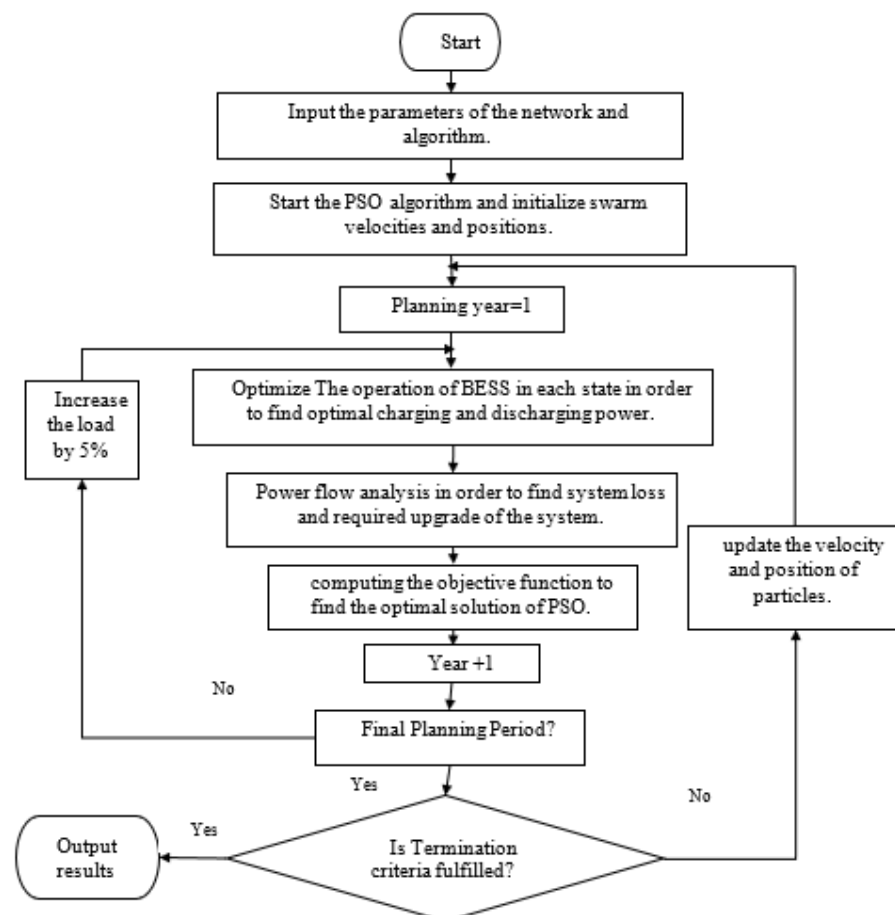 Start
Input the parameters of the network and
algorithm.
Start the PSO algorithm and initialize swarm
velocities and positions.
Planning year=1
Increase
the load
by 5%
Optimize The operation of BESS in each state in order
to find optimal charging and discharging power.
Power flow analysis in order to find system loss
and required upgrade of the system.
update the velocity
and position of
particles.
computing the objective function to
find the optimal solution of PSO.
Year +1
No
Final Planning Period?
Yes
No
Yes
Is Termination
criteria fulfilled?
Output
results